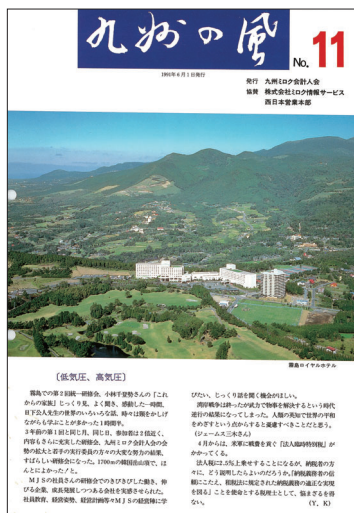 九州の風
No. 11
1991年6月1日発行
発行 九州ミロク会計人会
協賛 株式会社ミロク情報サービス
西日本営業本部
霧島ロイヤルホテル
〔低気圧、高気圧〕
霧島での第2回統一研修会、小林千登勢さんの『これ
からの家族』じっくり見、よく聞き、感動した一時間。
日下公人先生の世界のいろいろな話、時々は頭をかしげ
ながらも学ぶことが多かった1時間半。
3年前の第1回と同じ月、同じ日、参加者は2倍近く、
内容もさらに充実した研修会、九州ミロク会計人会の会
勢の拡大と若手の実行委員の方々の大変な努力の結果、
すばらしい研修会になった。1700mの韓国岳山頂で、ほ
んとによかった／と。
MJSの社員さんの研修会でのきびきびした動き、伸
びる企業、成長発展しつつある会社を実感させられた。
社員教育、経営姿勢、経営計画等々MJSの経営陣に学
びたい、じっくり話を聞く機会がほしい。
湾岸戦争は終ったが武力で物事を解決するという時代
逆行の結果になってしまった。人類の英知で世界の平和
をめざすという点からすると憂慮すべきことだと思う。
(ジェームス三木さん)
4月からは、米軍に戦費を貢ぐ『法人臨時特別税』が
かかってくる。
法人税に2.5%上乗せすることになるが、納税者の方々
に、どう説明したらよいのだろうか。「納税義務者の信
頼にこたえ、租税法に規定された納税義務の適正な実現
を図る」ことを使命とする税理士として、悩まざるを得
ない。
(Y、K)